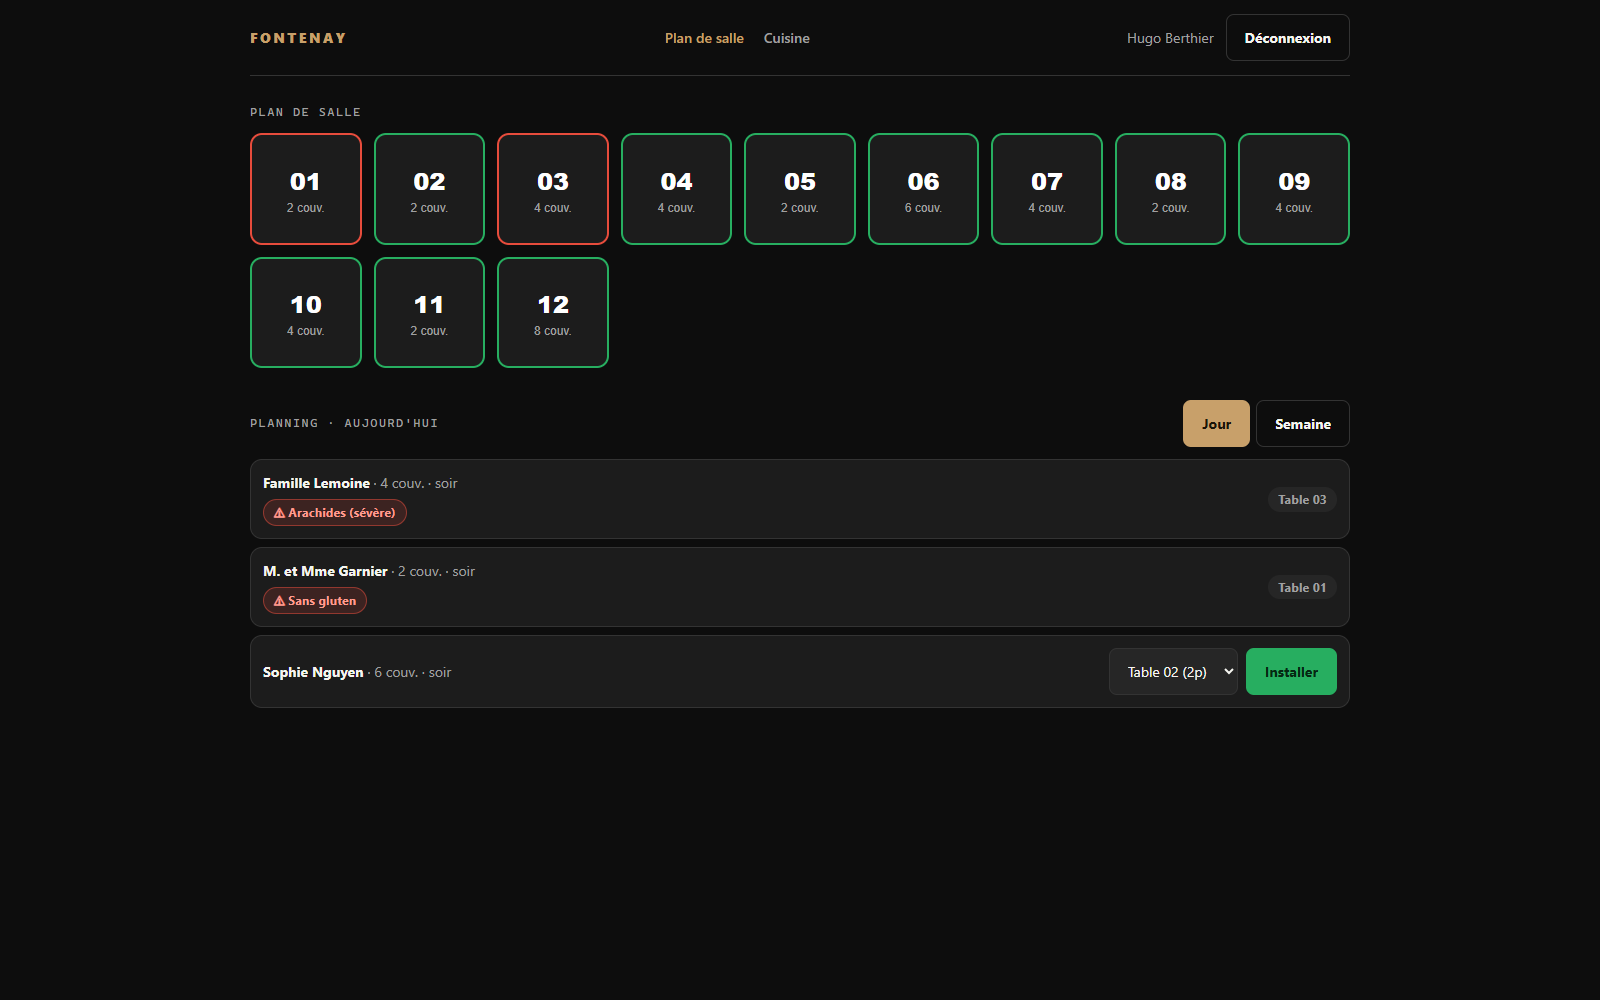 FONTENAY
Plan de salle
Cuisine
Hugo Berthier
Déconnexion
PLAN DE SALLE
01
2 couv.
02
2 couv.
03
4 couv.
04
4 couv.
05
2 couv.
06
6 couv.
07
4 couv.
08
2 couv.
09
4 couv.
10
4 couv.
11
2 couv.
12
8 couv.
PLANNING · AUJOURD'HUI
Jour
Semaine
Famille Lemoine · 4 couv. · soir
⚠ Arachides (sévère)
Table 03
M. et Mme Garnier · 2 couv. · soir
⚠ Sans gluten
Table 01
Sophie Nguyen · 6 couv. · soir
Table 02 (2p)
Installer